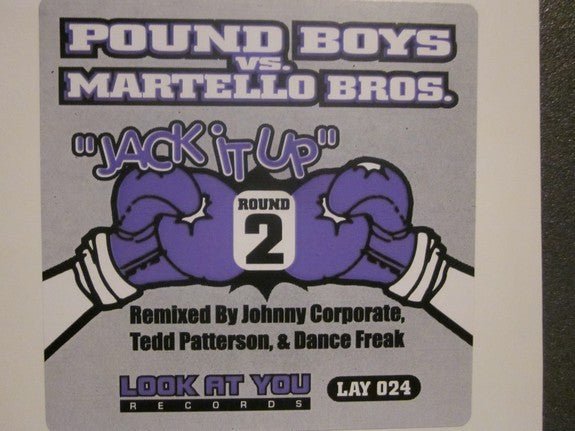 POUND BOYS
VS.
MARTELLO BROS.
"JACK iT UP"
ROUND
2
Remixed By Johnny Corporate,
Tedd Patterson, & Dance Freak
LOOK AT YOU
RECORDS
LAY 024